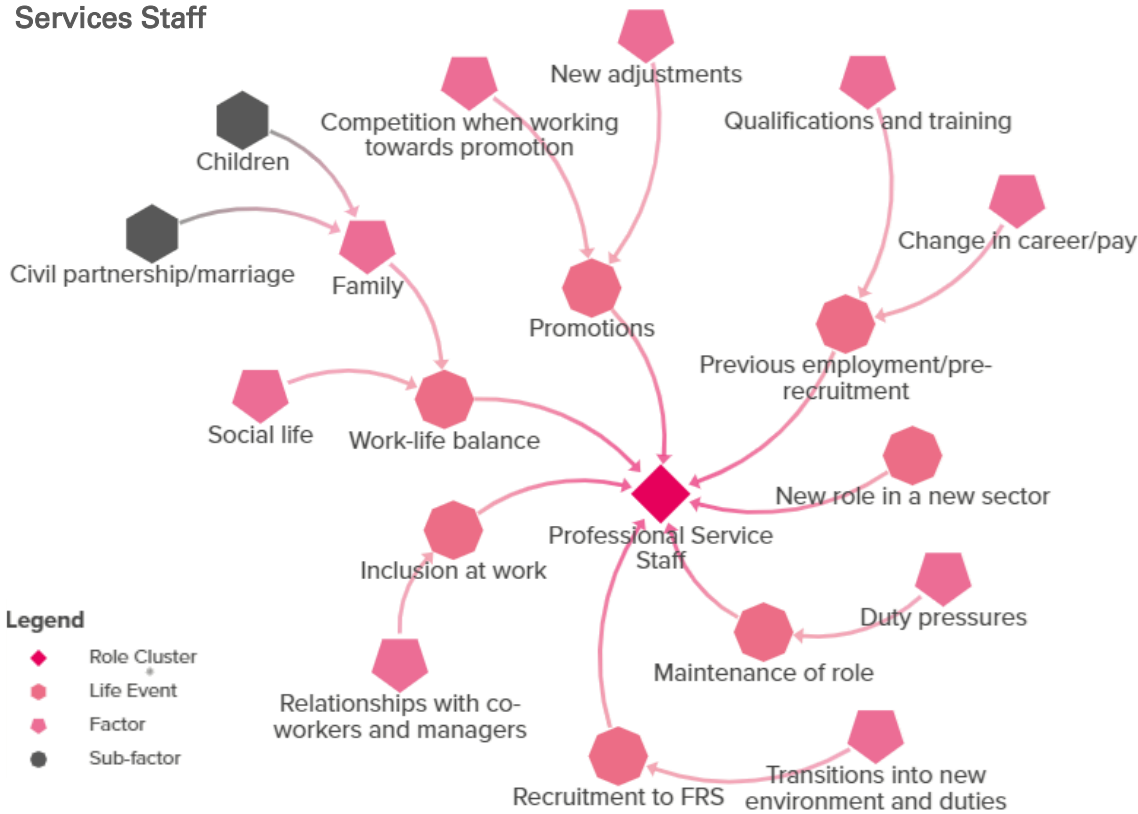 Services Staff
New adjustments
Competition when working
towards promotion
Qualifications and training
Children
Change in career/pay
Civil partnership/marriage
Family
Promotions
Previous employment/pre-
recruitment
Social life
Work-life balance
New role in a new sector
Professional Service
Staff
Inclusion at work
Duty pressures
Maintenance of role
Relationships with co-
workers and managers
Transitions into new
environment and duties
Recruitment to FRS
Legend
Role Cluster
Life Event
Factor
Sub-factor